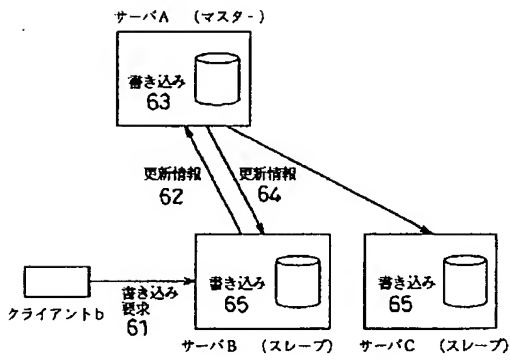 サーバA （マスター）
書き込み
63
更新情報
62
更新情報
64
書き込み
65
書き込み
65
クライアントb
書き込み
要求
61
サーバB （スレーブ）
サーバC （スレーブ）